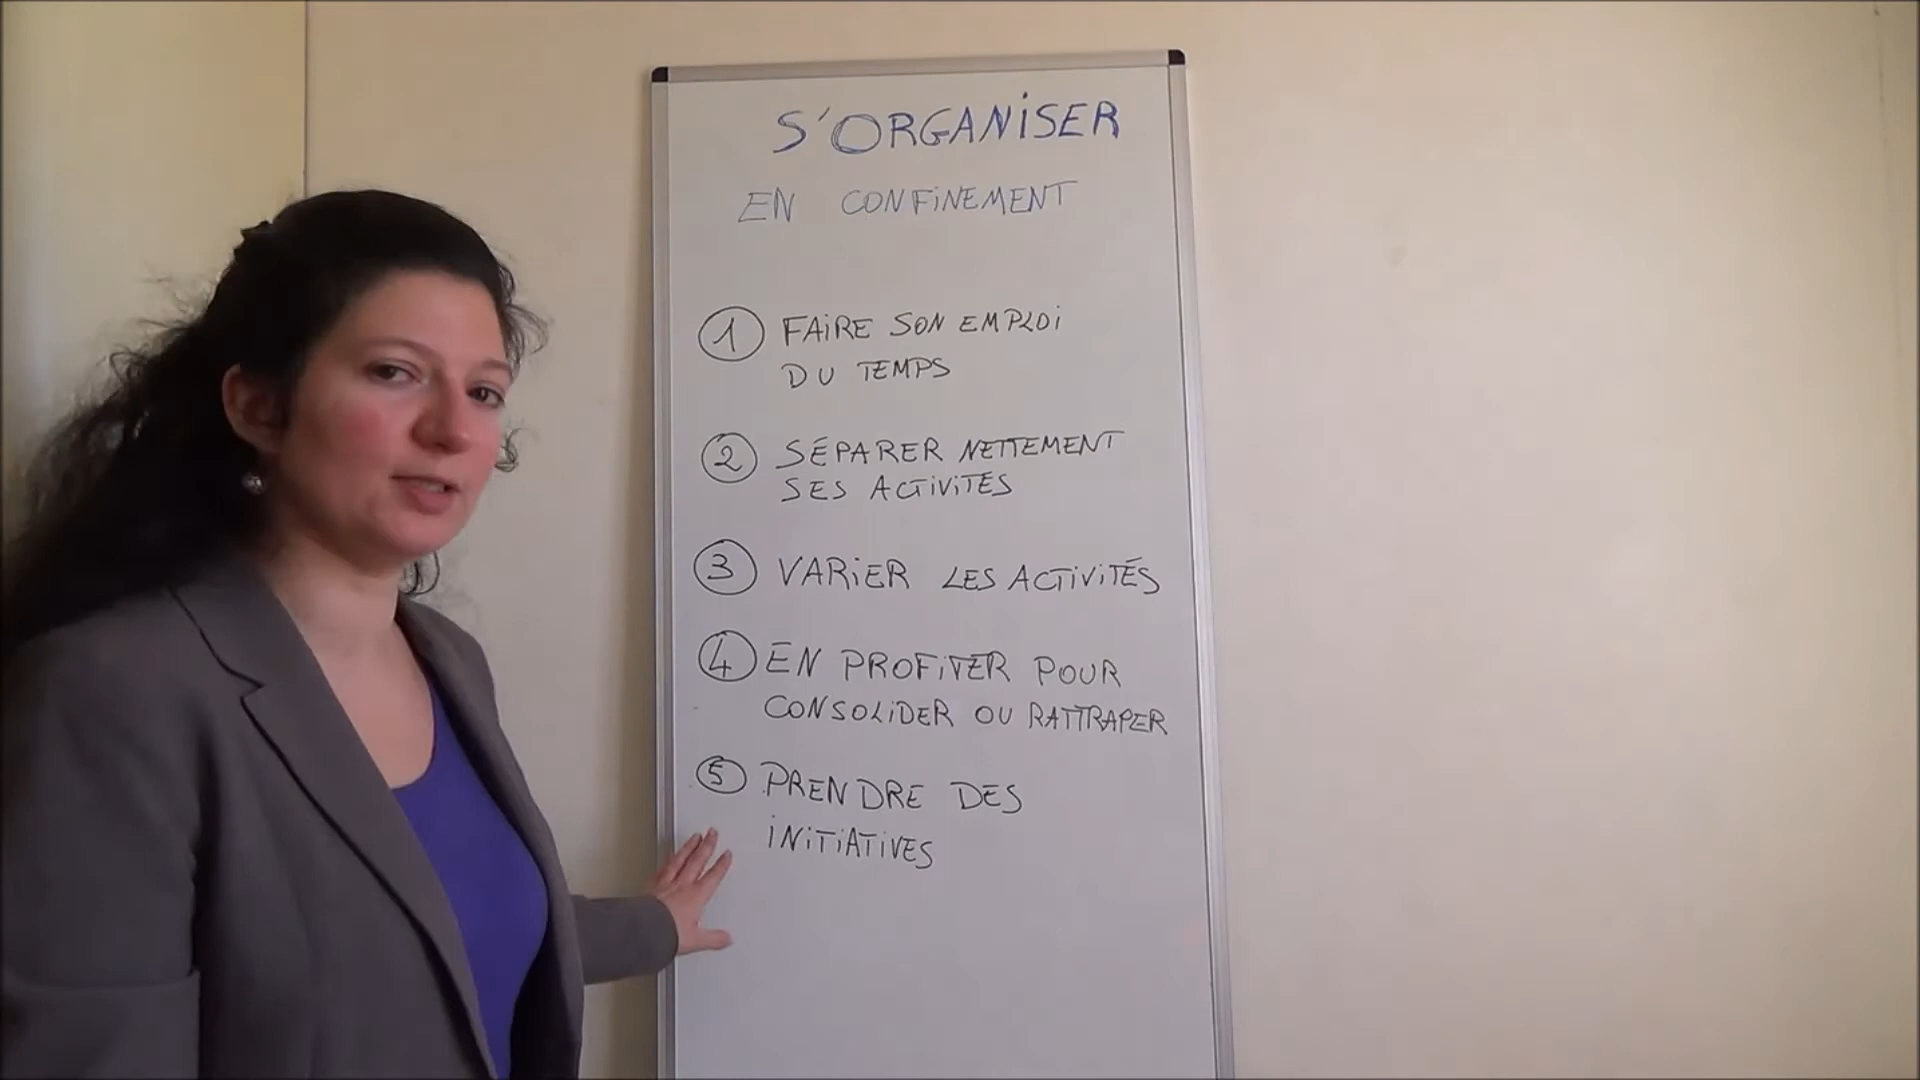 S'ORGANISER
EN CONFINEMENT
1 FAIRE SON EMPLOI
DU TEMPS
2 SÉPARER NETTEMENT
SES ACTIVITÉS
3 VARIER LES ACTIVITÉS
4 EN PROFITER POUR
CONSOLIDER OU RATTRAPER
5 PRENDRE DES
INITIATIVES